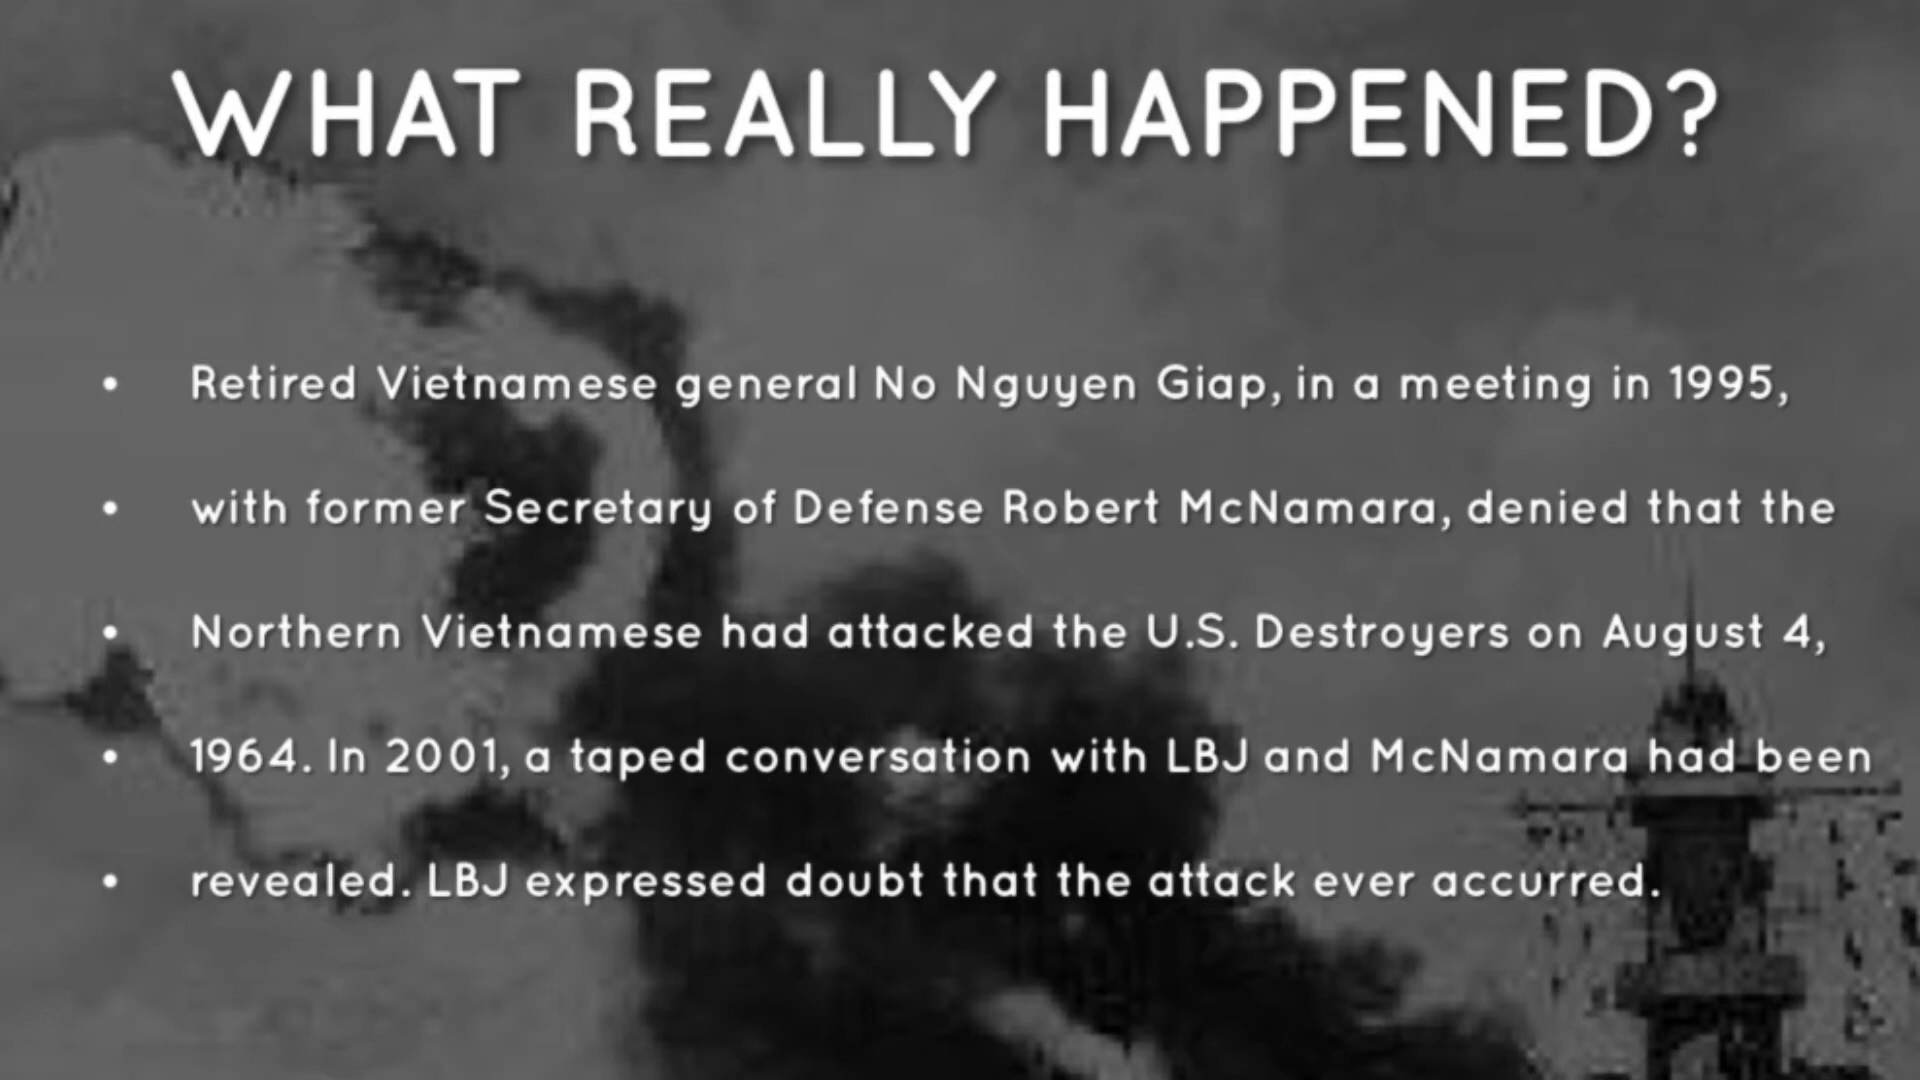 WHAT REALLY HAPPENED?
• Retired Vietnamese general No Nguyen Giap, in a meeting in 1995,
• with former Secretary of Defense Robert McNamara, denied that the
• Northern Vietnamese had attacked the U.S. Destroyers on August 4,
• 1964. In 2001, a taped conversation with LBJ and McNamara had been
• revealed. LBJ expressed doubt that the attack ever accurred.